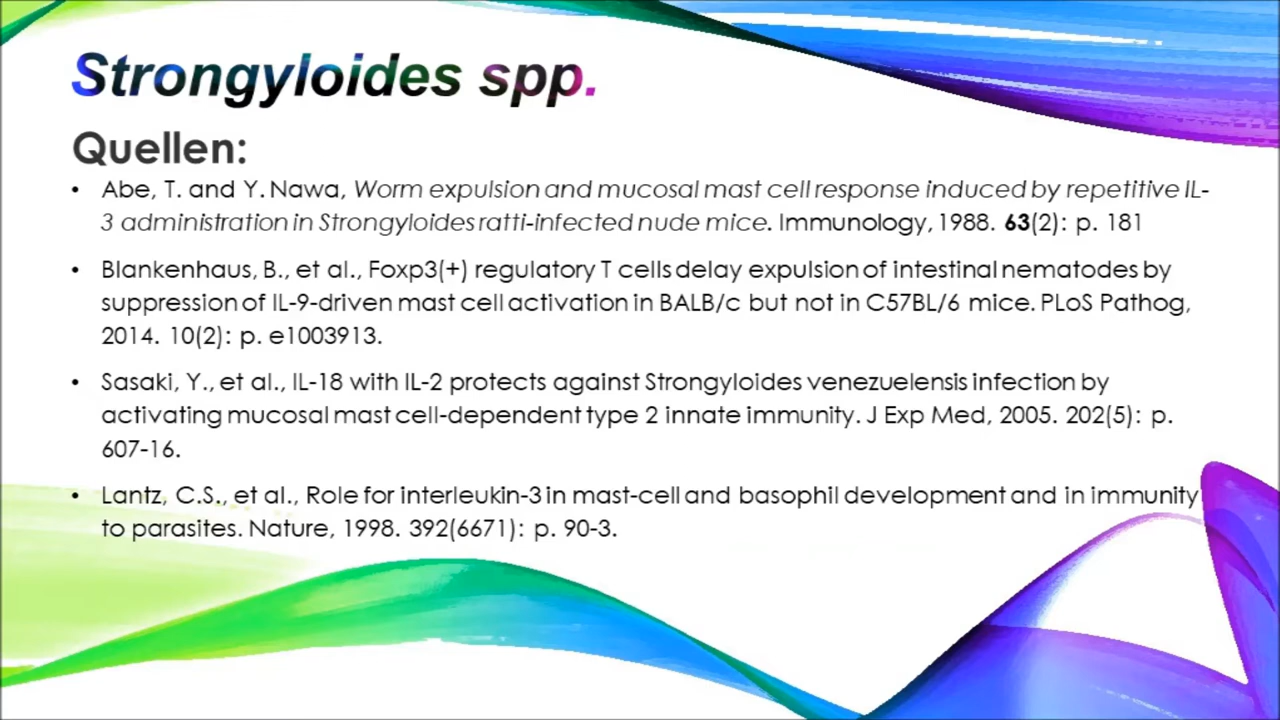 Strongyloides spp.
Quellen:
• Abe, T. and Y. Nawa, Worm expulsion and mucosal mast cell response induced by repetitive IL-
3 administration in Strongyloides ratti-infected nude mice. Immunology, 1988. 63(2): p. 181
• Blankenhaus, B., et al., Foxp3(+) regulatory T cells delay expulsion of intestinal nematodes by
suppression of IL-9-driven mast cell activation in BALB/c but not in C57BL/6 mice. PLoS Pathog,
2014. 10(2): p. e1003913.
• Sasaki, Y., et al., IL-18 with IL-2 protects against Strongyloides venezuelensis infection by
activating mucosal mast cell-dependent type 2 innate immunity. J Exp Med, 2005. 202(5): p.
607-16.
• Lantz, C.S., et al., Role for interleukin-3 in mast-cell and basophil development and in immunity
to parasites. Nature, 1998. 392(6671): p. 90-3.